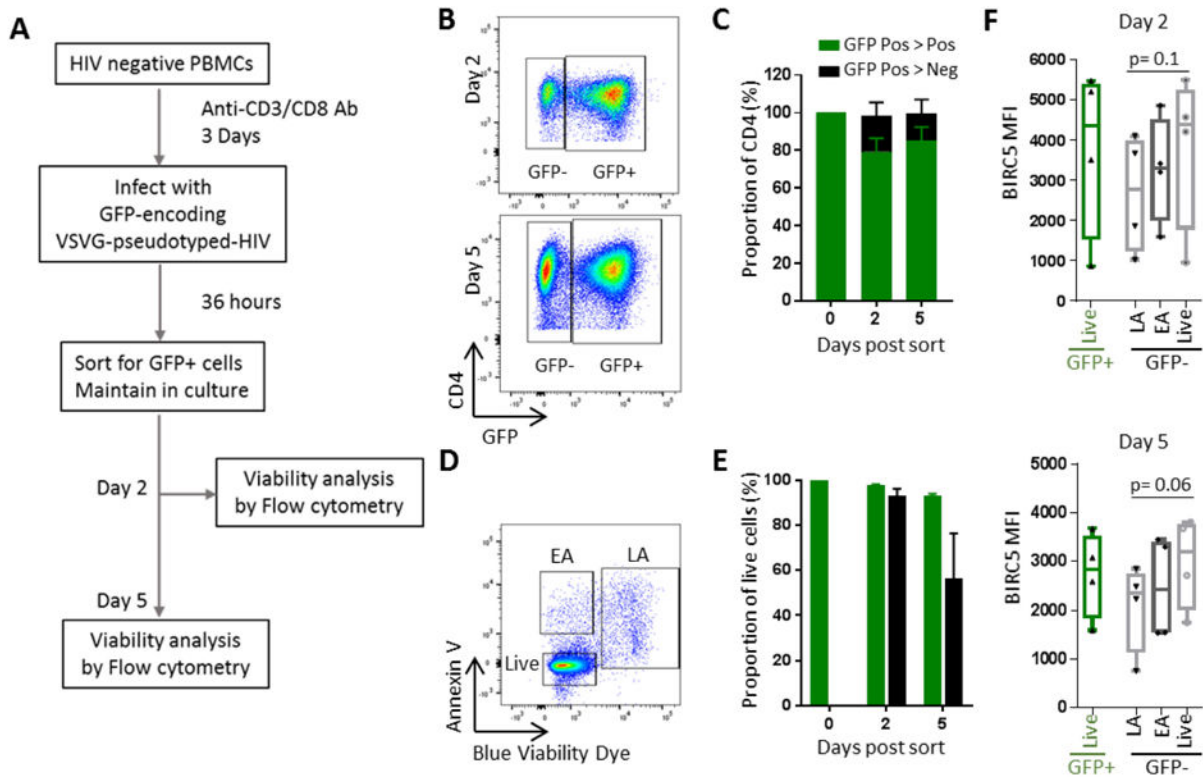 A
HIV negative PBMCs
Anti-CD3/CD8 Ab
3 Days
Infect with
GFP-encoding
VSVG-pseudotyped-HIV
36 hours
Sort for GFP+ cells
Maintain in culture
Day 2
Viability analysis
by Flow cytometry
Day 5
Viability analysis
by Flow cytometry
B
Day 2
GFP-
GFP+
Day 5
GFP-
GFP+
CD4
GFP
C
GFP Pos > Pos
GFP Pos > Neg
Proportion of CD4 (%)
120
100
80
60
40
20
0
0 2 5
Days post sort
D
EA
LA
Live
Annexin V
Blue Viability Dye
E
Proportion of live cells (%)
100
80
60
40
20
0
0 2 5
Days post sort
F
Day 2
p= 0.1
BIRC5 MFI
6000
5000
4000
3000
2000
1000
0
Live LA EA Live
GFP+ GFP-
Day 5
p= 0.06
BIRC5 MFI
5000
4000
3000
2000
1000
0
Live LA EA Live
GFP+ GFP-